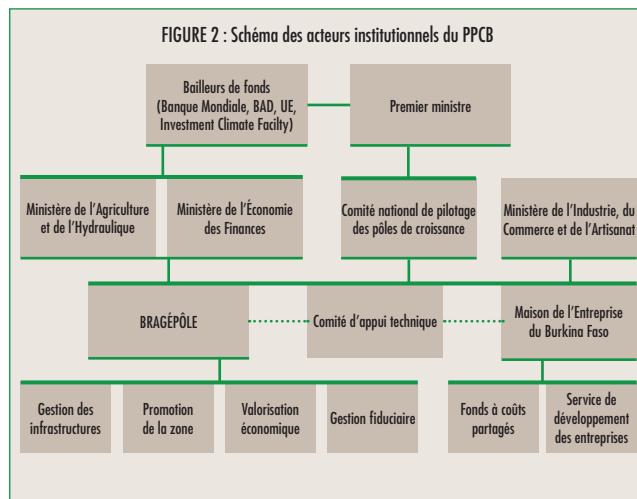 FIGURE 2 : Schéma des acteurs institutionnels du PPCB
Bailleurs de fonds
(Banque Mondiale, BAD, UE,
Investment Climate Facilty)
Premier ministre
Ministère de l'Agriculture
et de l'Hydraulique
Ministère de l'Économie
des Finances
Comité national de pilotage
des pôles de croissance
Ministère de l'Industrie, du
Commerce et de l'Artisanat
BRAGÉPÔLE
Comité d'appui technique
Maison de l'Entreprise
du Burkina Faso
Gestion des
infrastructures
Promotion
de la zone
Valorisation
économique
Gestion fiduciaire
Fonds à coûts
partagés
Service de
développement
des entreprises